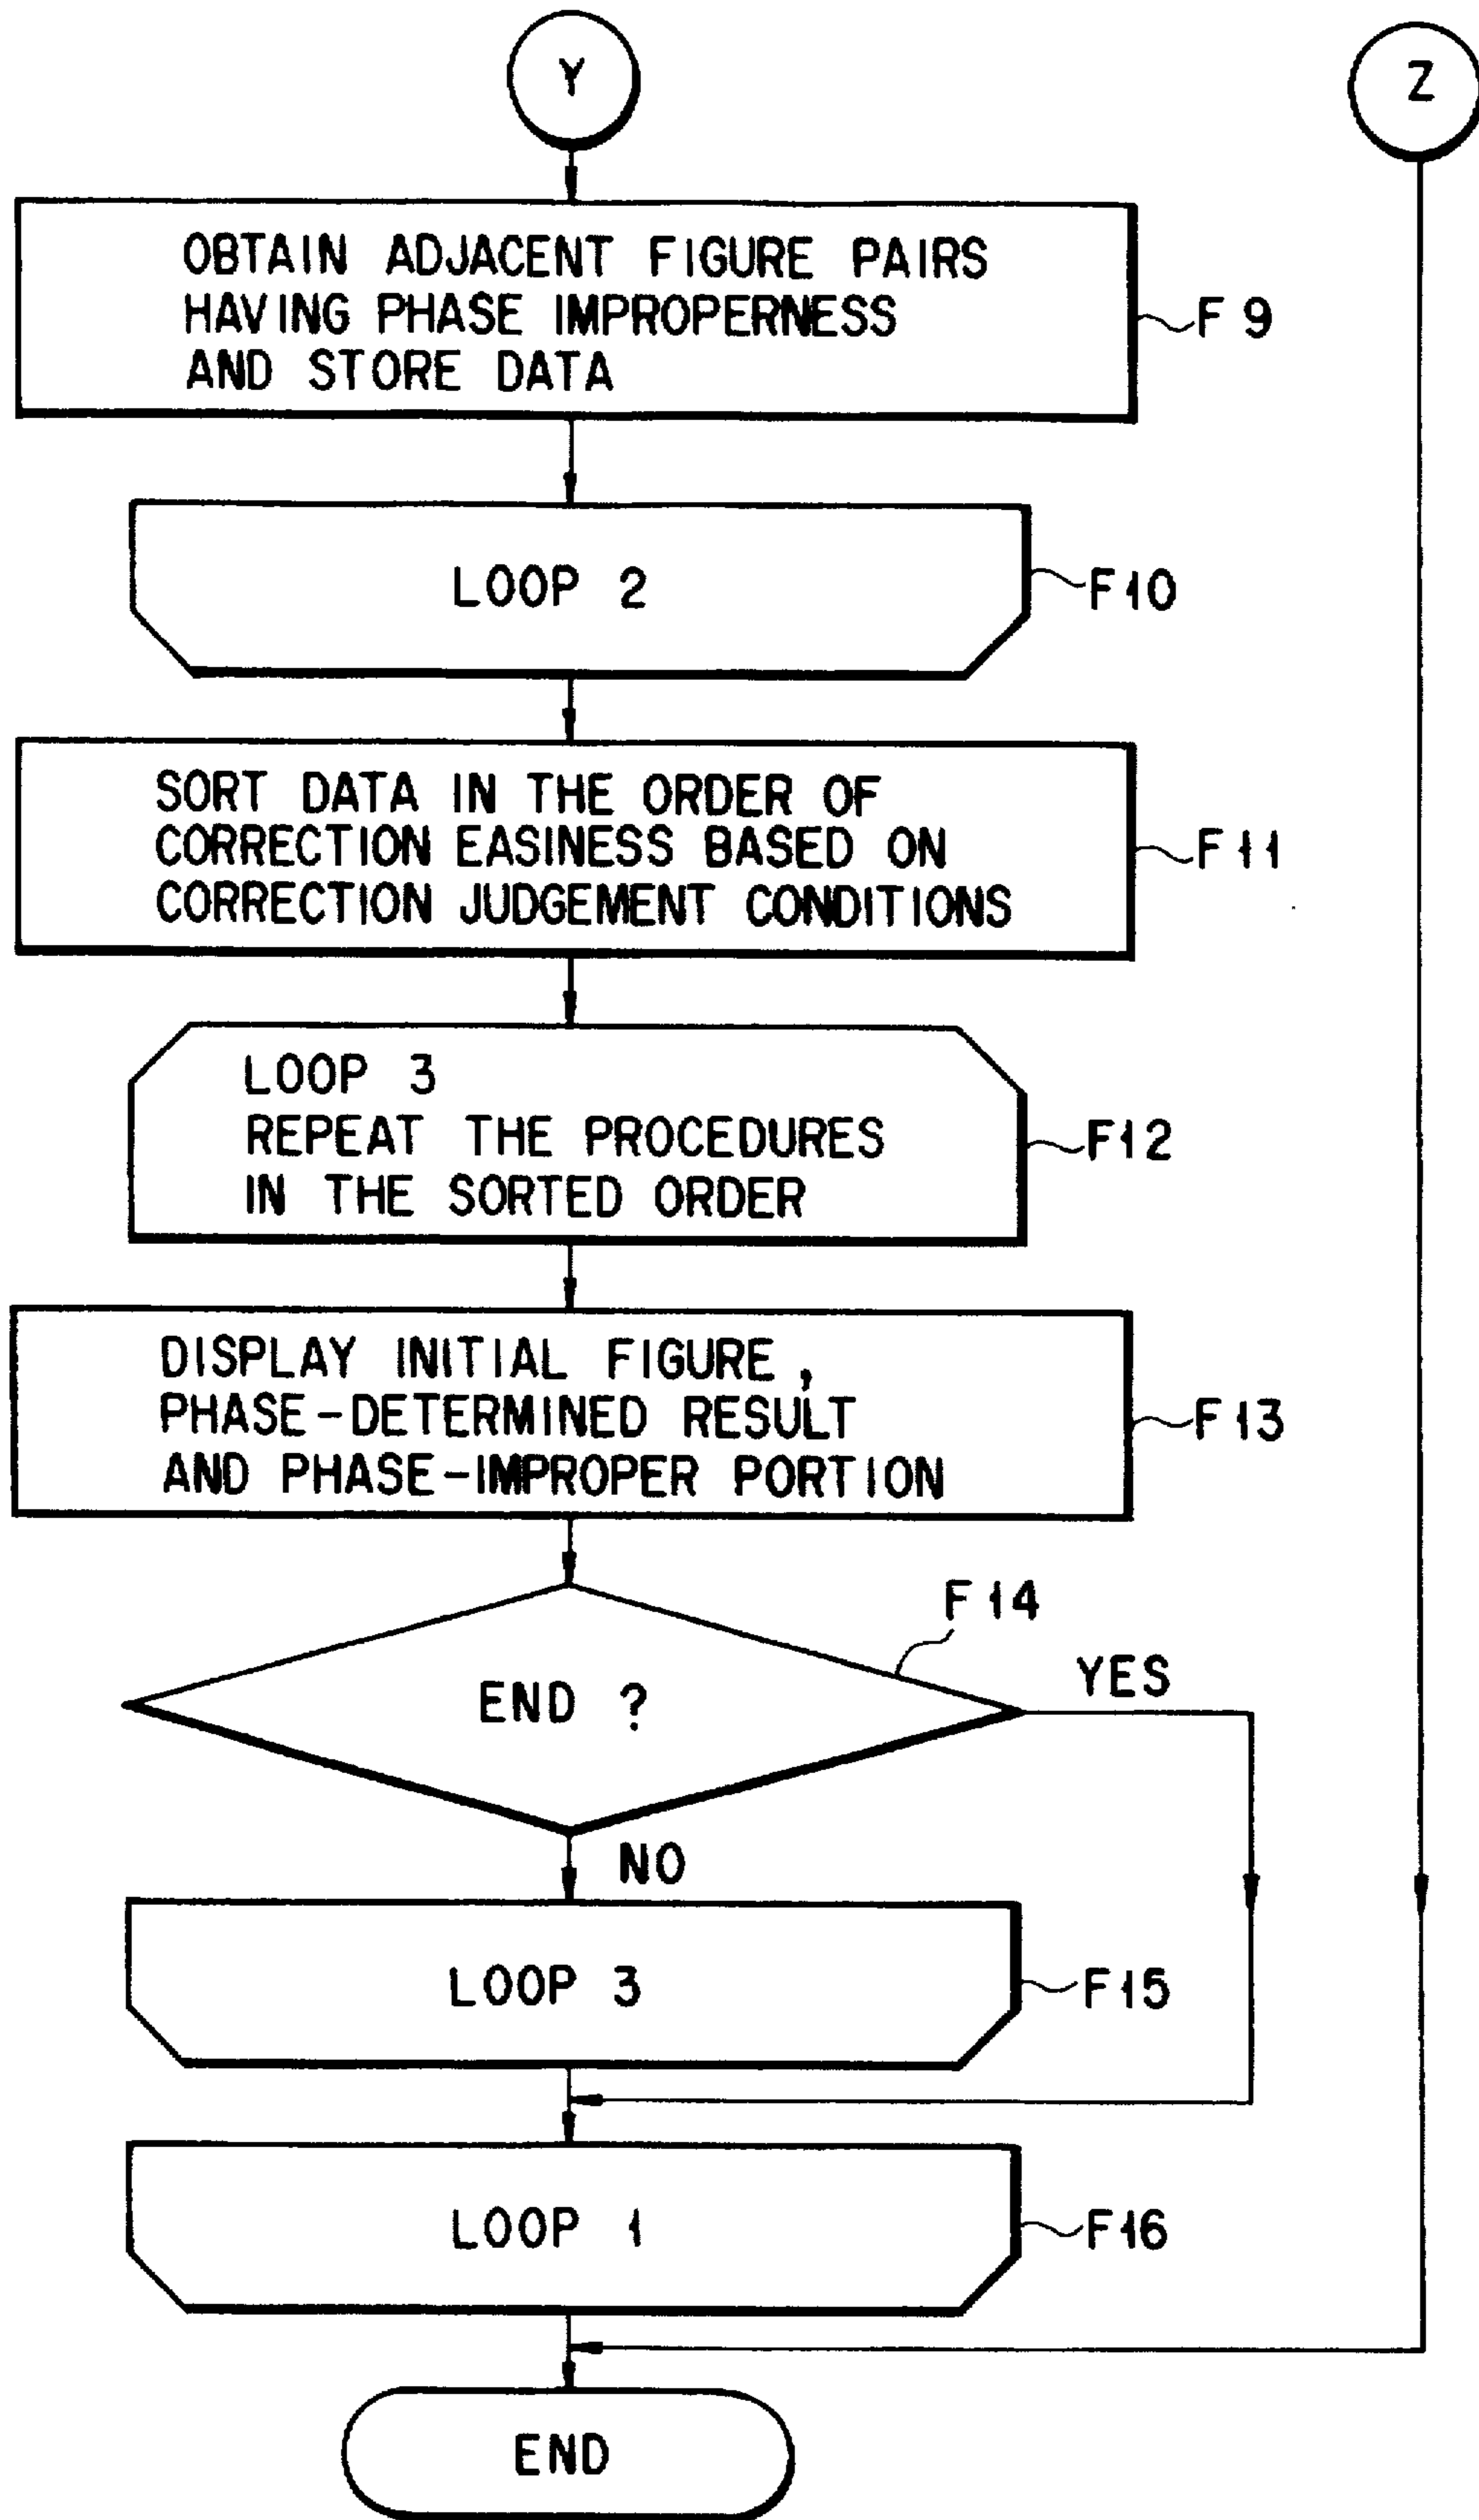 Y
Z
OBTAIN ADJACENT FIGURE PAIRS
HAVING PHASE IMPROPERNESS
AND STORE DATA
F9
LOOP 2
F10
SORT DATA IN THE ORDER OF
CORRECTION EASINESS BASED ON
CORRECTION JUDGEMENT CONDITIONS
F11
LOOP 3
REPEAT THE PROCEDURES
IN THE SORTED ORDER
F12
DISPLAY INITIAL FIGURE,
PHASE-DETERMINED RESULT
AND PHASE-IMPROPER PORTION
F13
F14
END ?
YES
NO
LOOP 3
F15
LOOP 1
F16
END